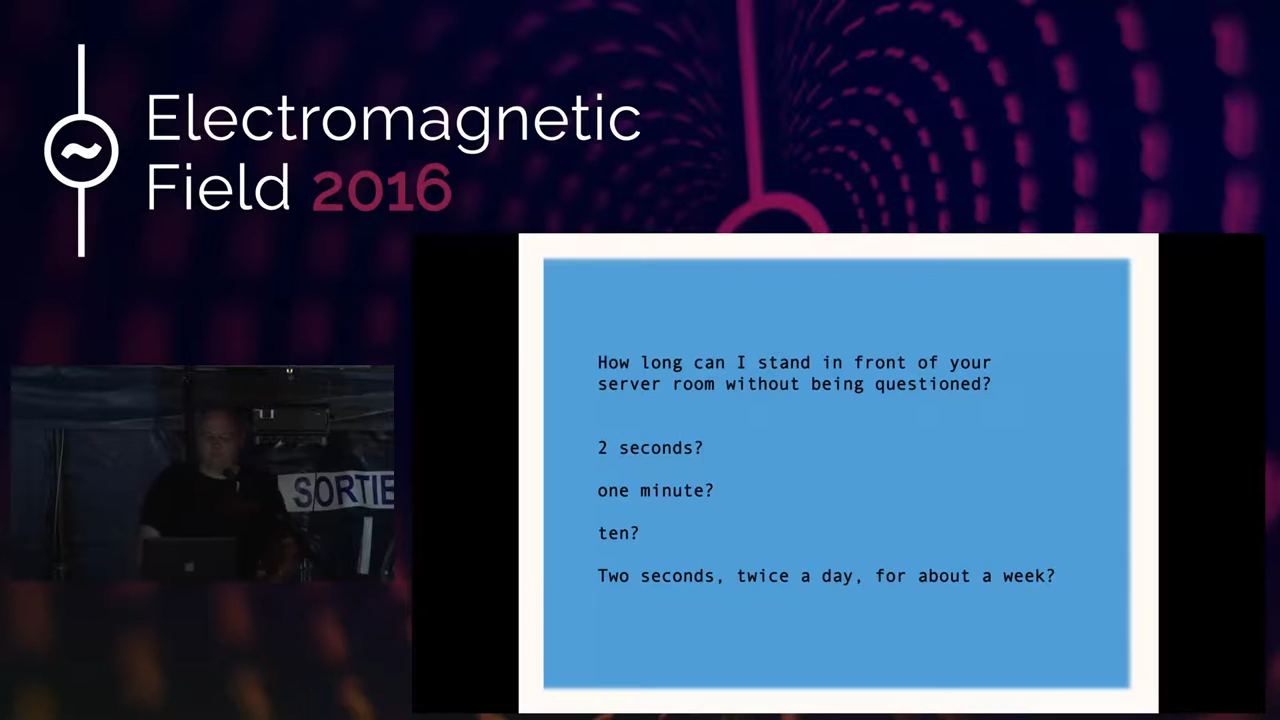 Electromagnetic
Field 2016
How long can I stand in front of your
server room without being questioned?
2 seconds?
one minute?
ten?
Two seconds, twice a day, for about a week?
SORTIE